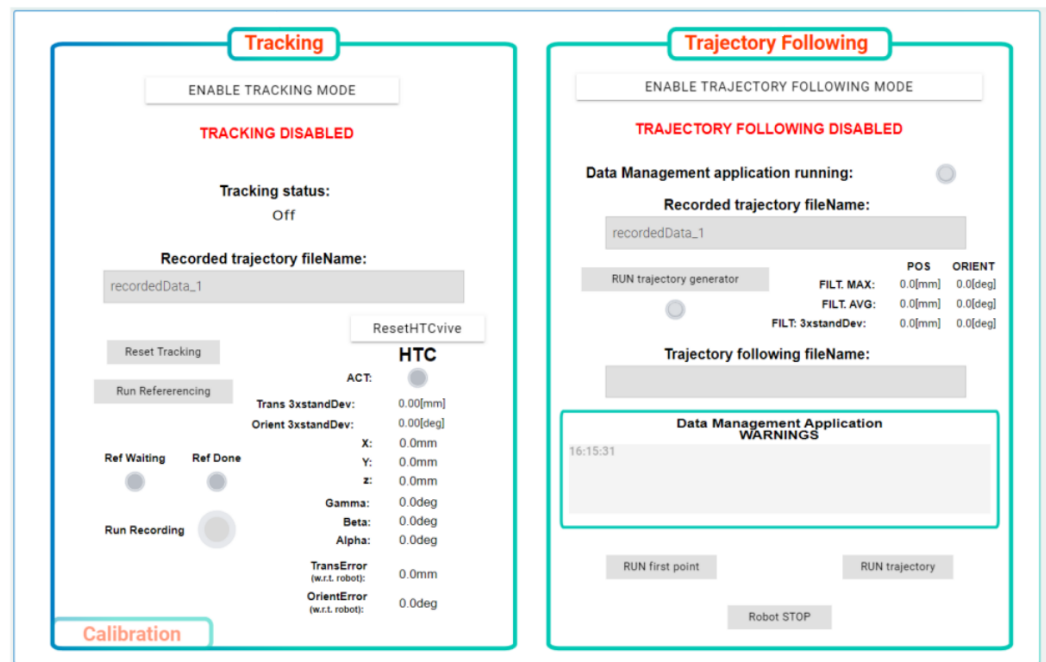 Tracking
ENABLE TRACKING MODE
TRACKING DISABLED
Tracking status:
Off
Recorded trajectory fileName:
recordedData_1
ResetHTCvive
Reset Tracking
HTC
ACT:
Run Refererencing
Trans 3xstandDev: 0.00[mm]
Orient 3xstandDev: 0.00[deg]
X: 0.0mm
Ref Waiting Ref Done
Y: 0.0mm
z: 0.0mm
Gamma: 0.0deg
Beta: 0.0deg
Run Recording
Alpha: 0.0deg
TransError
(w.r.t. robot): 0.0mm
OrientError
(w.r.t. robot): 0.0deg
Calibration
Trajectory Following
ENABLE TRAJECTORY FOLLOWING MODE
TRAJECTORY FOLLOWING DISABLED
Data Management application running:
Recorded trajectory fileName:
recordedData_1
POS ORIENT
RUN trajectory generator
FILT. MAX: 0.0[mm] 0.0[deg]
FILT. AVG: 0.0[mm] 0.0[deg]
FILT: 3xstandDev: 0.0[mm] 0.0[deg]
Trajectory following fileName:
Data Management Application
WARNINGS
16:15:31
RUN first point RUN trajectory
Robot STOP